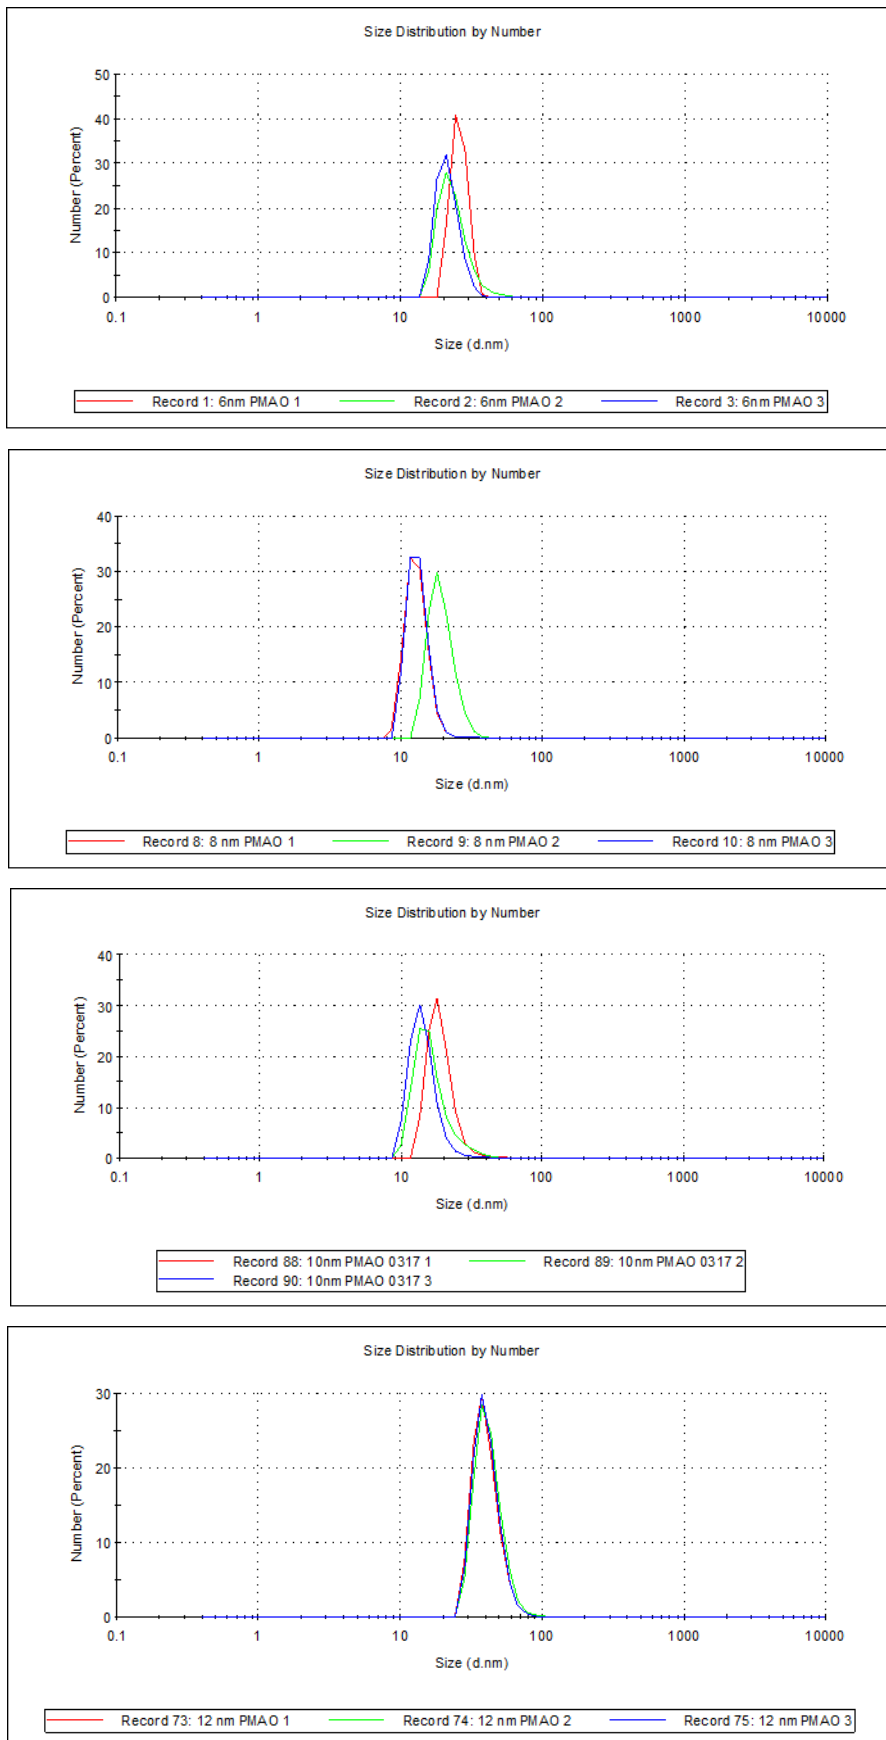 Size Distribution by Number
50
40
30
20
10
0
Number (Percent)
0.1 1 10 100 1000 10000
Size (d.nm)
Record 1: 6nm PMAO 1 Record 2: 6nm PMAO 2 Record 3: 6nm PMAO 3
Size Distribution by Number
40
30
20
10
0
Number (Percent)
0.1 1 10 100 1000 10000
Size (d.nm)
Record 8: 8 nm PMAO 1 Record 9: 8 nm PMAO 2 Record 10: 8 nm PMAO 3
Size Distribution by Number
40
30
20
10
0
Number (Percent)
0.1 1 10 100 1000 10000
Size (d.nm)
Record 88: 10nm PMAO 0317 1 Record 89: 10nm PMAO 0317 2
Record 90: 10nm PMAO 0317 3
Size Distribution by Number
30
20
10
0
Number (Percent)
0.1 1 10 100 1000 10000
Size (d.nm)
Record 73: 12 nm PMAO 1 Record 74: 12 nm PMAO 2 Record 75: 12 nm PMAO 3